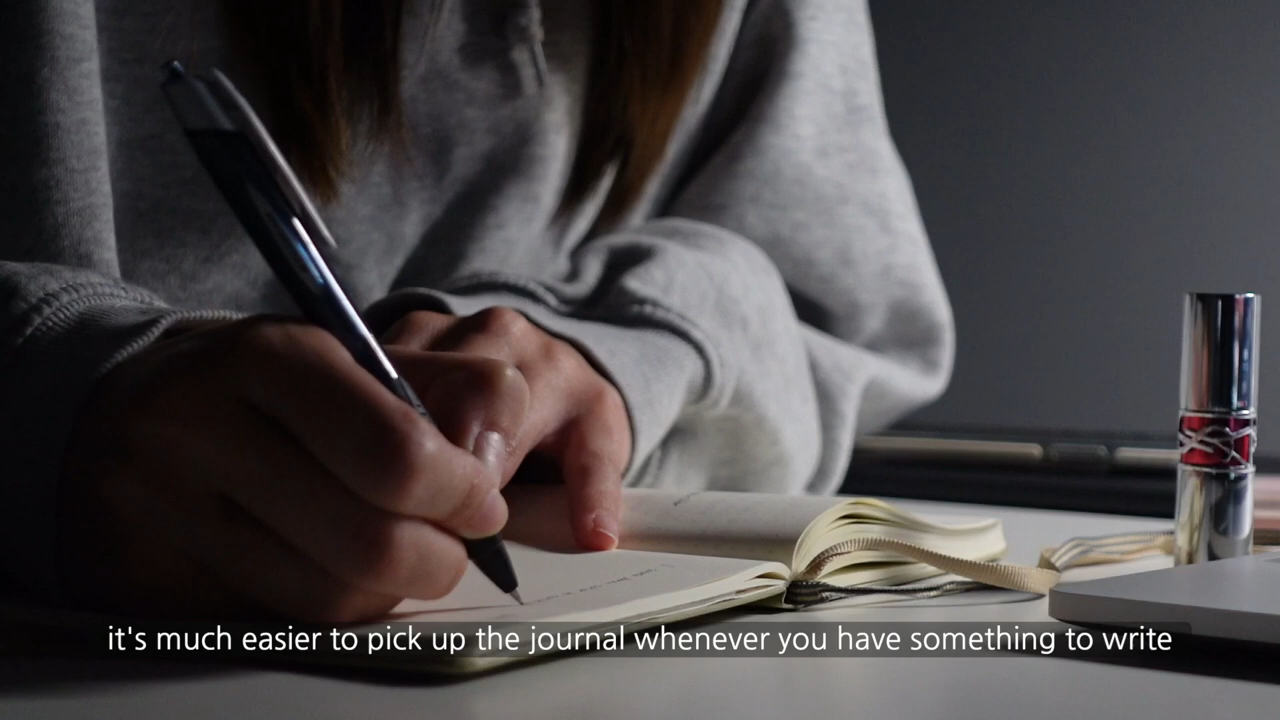 it's much easier to pick up the journal whenever you have something to write